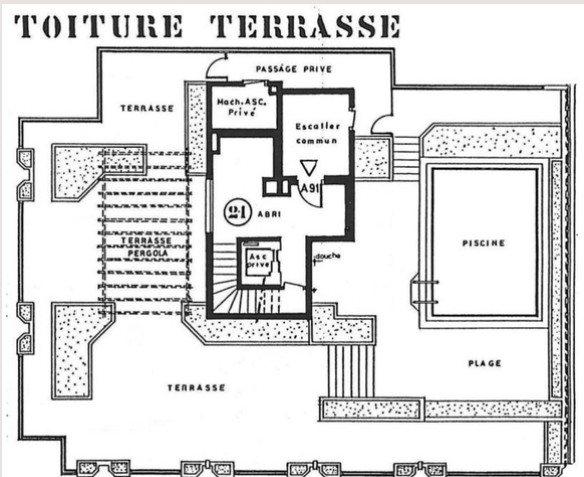 TOITURE TERRASSE
PASSAGE PRIVE
TERRASSE
Mach. ASC.
Privé
Escalier
commun
A91
21
ABRI
PISCINE
TERRASSE
PERGOLA
Asc
privé
douche
PLAGE
TERRASSE